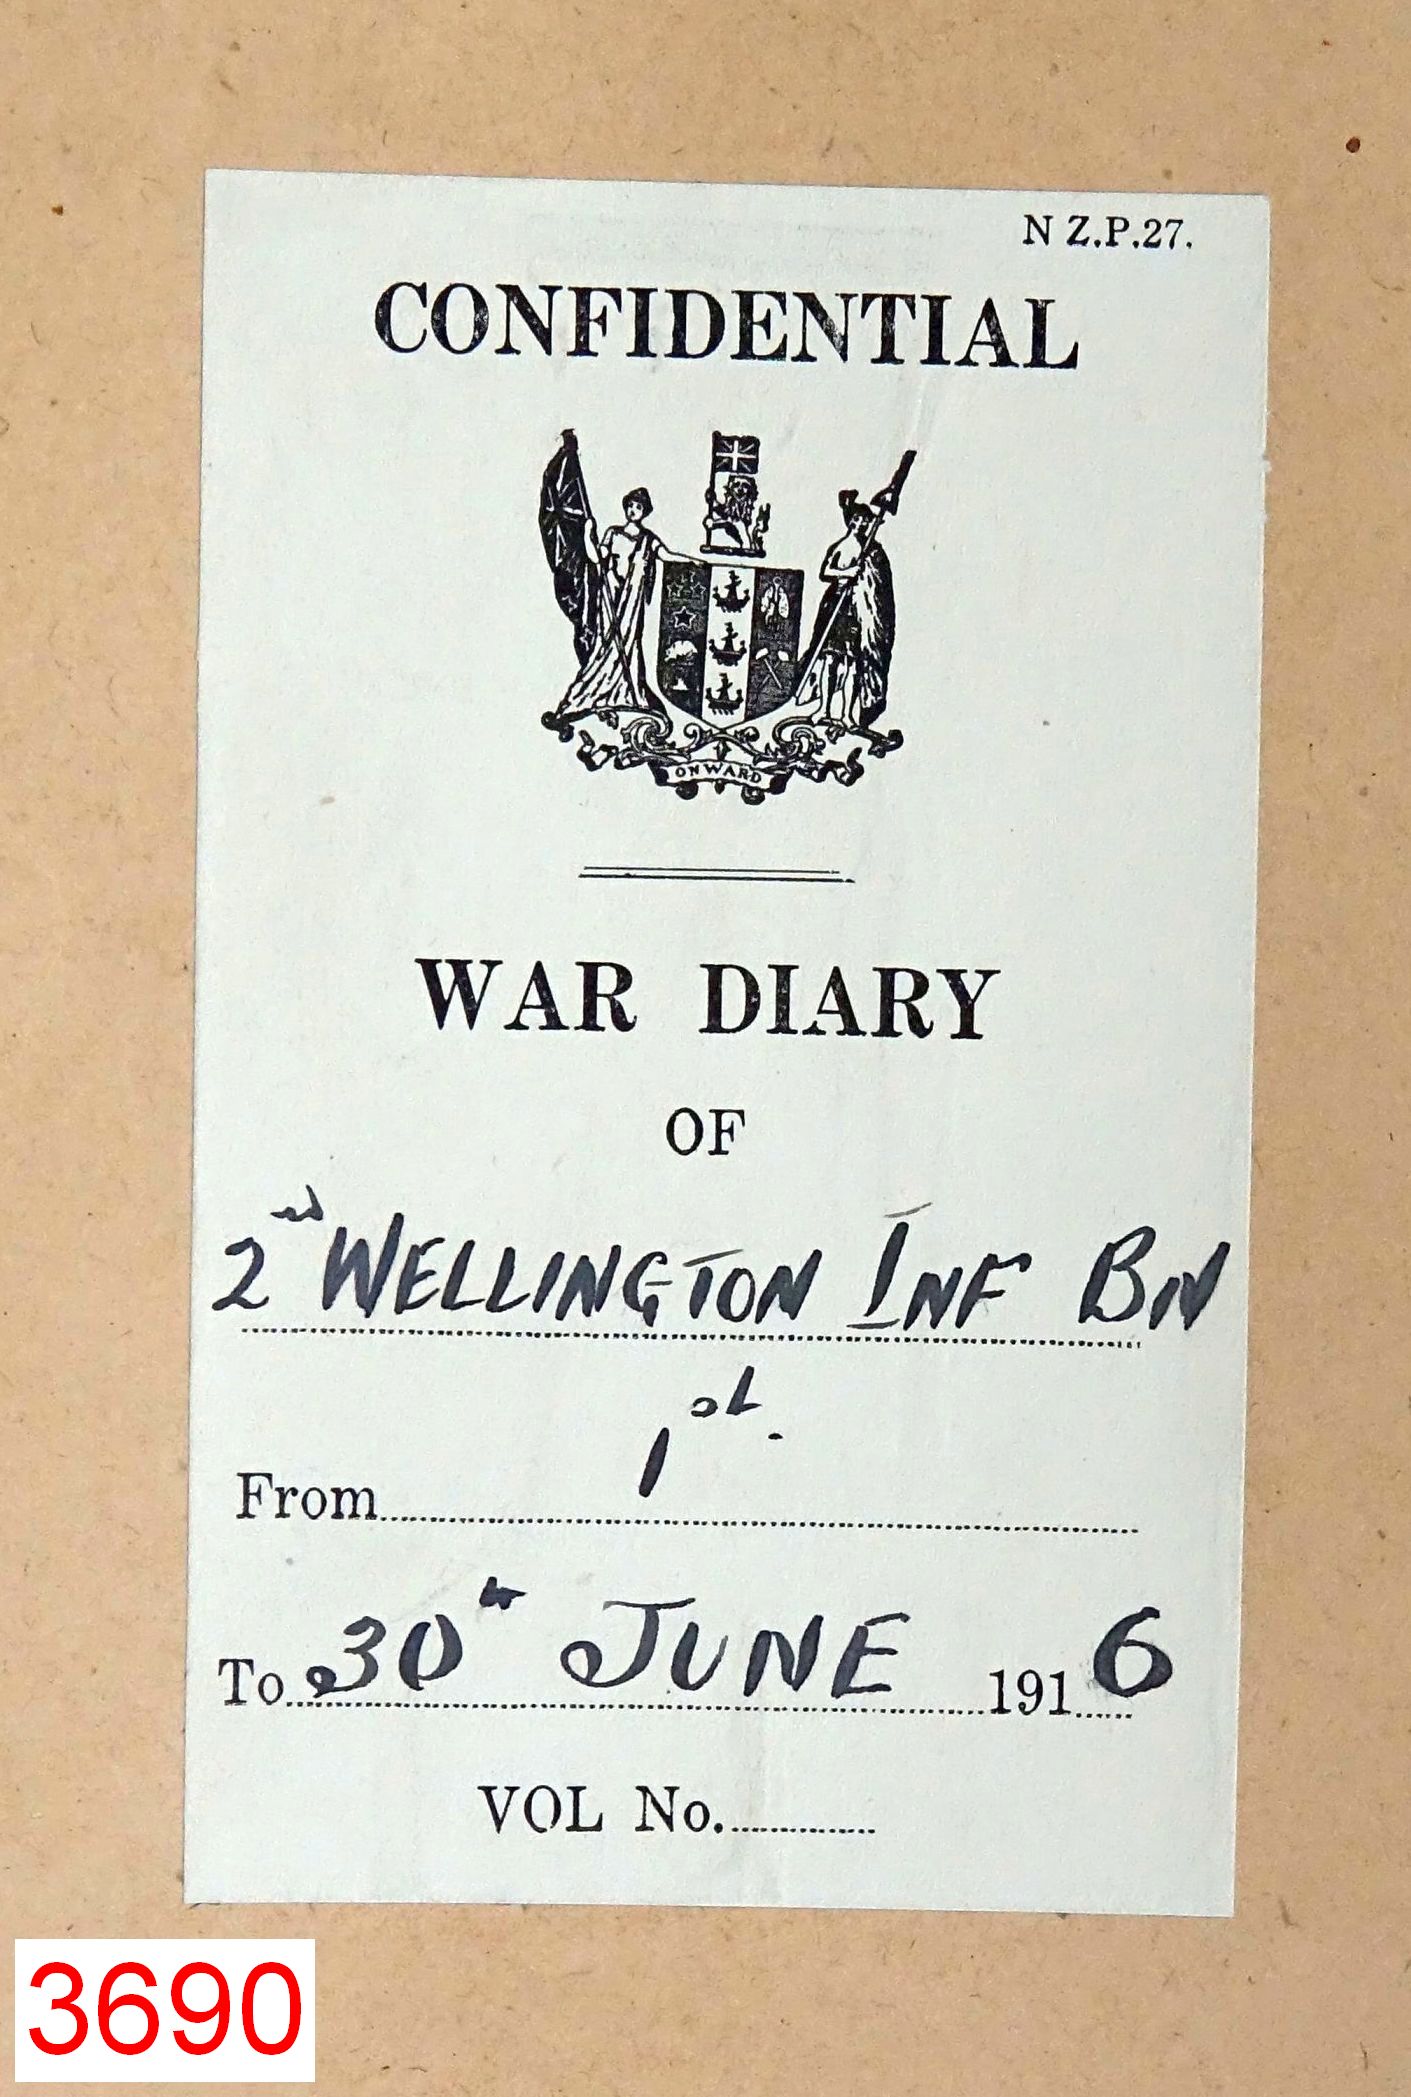 N Z.P.27.
CONFIDENTIAL
ONWARD
WAR DIARY
OF
2nd WELLINGTON INF BN
1st.
From
To 30th JUNE 1916
VOL No.
3690